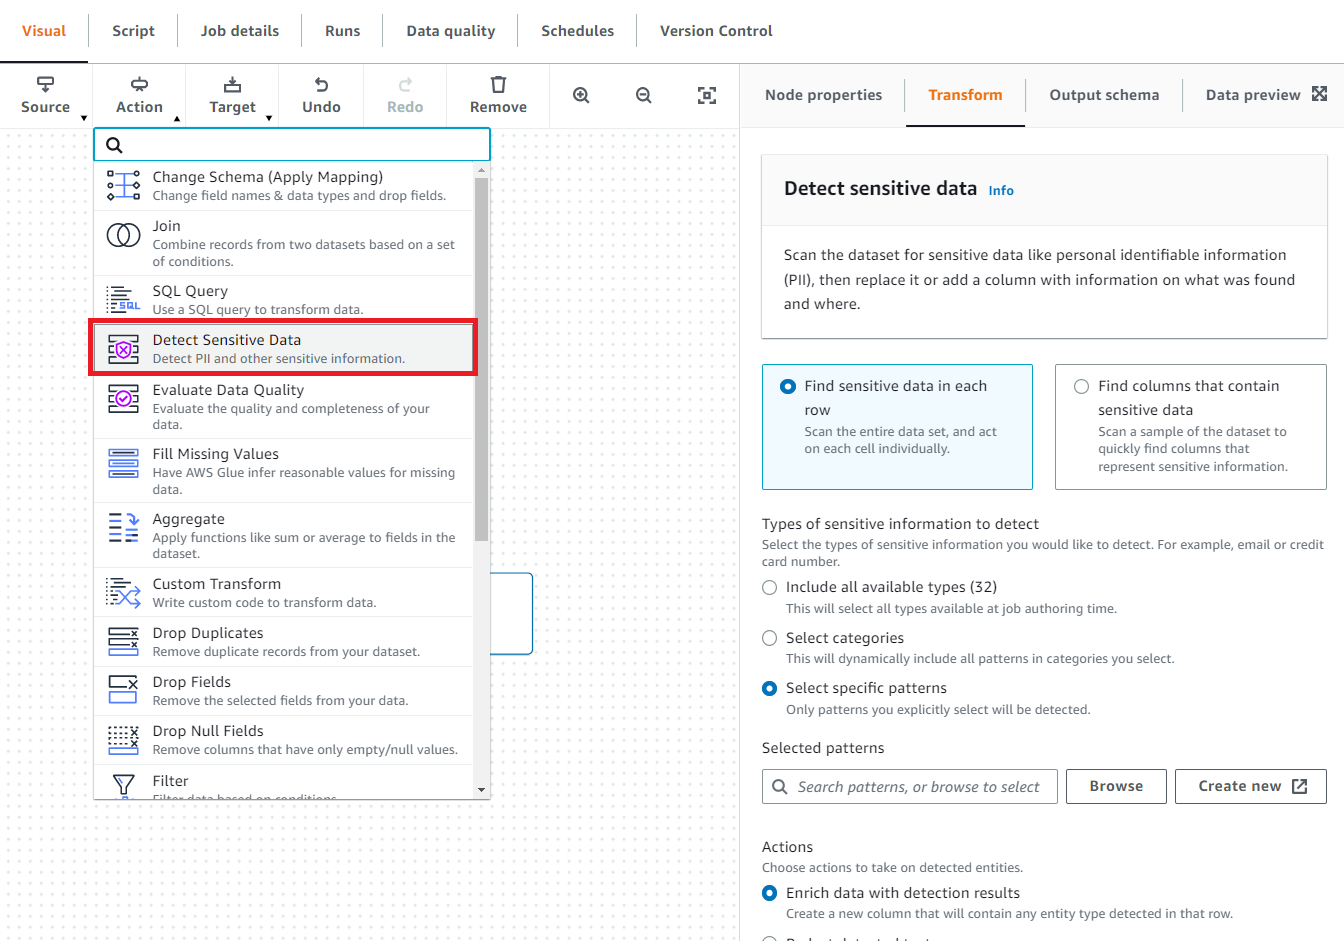 Visual
Script
Job details
Runs
Data quality
Schedules
Version Control
Source
Action
Target
Undo
Redo
Remove
Change Schema (Apply Mapping)
Change field names & data types and drop fields.
Join
Combine records from two datasets based on a set
of conditions.
SQL Query
Use a SQL query to transform data.
SQL
Detect Sensitive Data
Detect PII and other sensitive information.
Evaluate Data Quality
Evaluate the quality and completeness of your
data.
Fill Missing Values
Have AWS Glue infer reasonable values for missing
data.
Aggregate
Apply functions like sum or average to fields in the
dataset.
Custom Transform
Write custom code to transform data.
Drop Duplicates
Remove duplicate records from your dataset.
Drop Fields
Remove the selected fields from your data.
Drop Null Fields
Remove columns that have only empty/null values.
Filter
Filter data based on conditions.
Node properties
Transform
Output schema
Data preview
Detect sensitive data Info
Scan the dataset for sensitive data like personal identifiable information
(PII), then replace it or add a column with information on what was found
and where.
Find sensitive data in each
row
Scan the entire data set, and act
on each cell individually.
Find columns that contain
sensitive data
Scan a sample of the dataset to
quickly find columns that
represent sensitive information.
Types of sensitive information to detect
Select the types of sensitive information you would like to detect. For example, email or credit
card number.
Include all available types (32)
This will select all types available at job authoring time.
Select categories
This will dynamically include all patterns in categories you select.
Select specific patterns
Only patterns you explicitly select will be detected.
Selected patterns
Search patterns, or browse to select
Browse
Create new
Actions
Choose actions to take on detected entities.
Enrich data with detection results
Create a new column that will contain any entity type detected in that row.